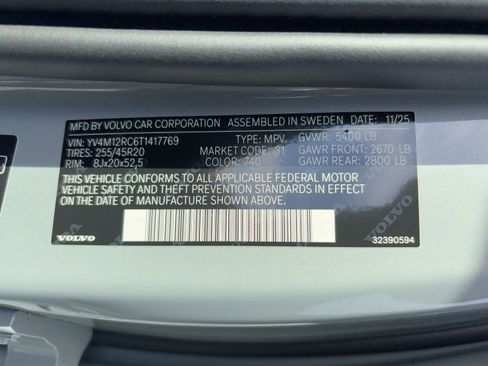 MFD BY VOLVO CAR CORPORATION ASSEMBLED IN SWEDEN DATE: 11/25
VIN: YV4M12RC6T1417769 TYPE: MPV GVWR: 5400 LB
TIRES: 255/45R20 MARKET CODE: 31 GAWR FRONT: 2670 LB
RIM: 8Jx20x52,5 COLOR: 740 GAWR REAR: 2800 LB
THIS VEHICLE CONFORMS TO ALL APPLICABLE FEDERAL MOTOR
VEHICLE SAFETY AND THEFT PREVENTION STANDARDS IN EFFECT
ON THE DATE OF MANUFACTURE SHOWN ABOVE.
VOLVO
VOLVO
32390594